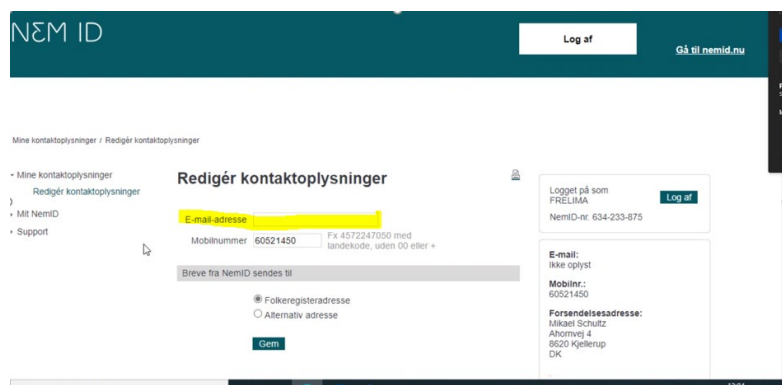 NEM ID
Log af
Gå til nemid.nu
Mine kontaktoplysninger / Redigér kontaktoplysninger
Mine kontaktoplysninger
Redigér kontaktoplysninger
Mit NemID
Support
Redigér kontaktoplysninger
E-mail-adresse
Mobilnummer 60521450 Fx 4572247050 med
landekode, uden 00 eller +
Breve fra NemID sendes til
Folkeregisteradresse
Alternativ adresse
Gem
Logget på som
FRELIMA
Log af
NemID-nr. 634-233-875
E-mail:
Ikke oplyst
Mobilnr.:
60521450
Forsendelsesadresse:
Mikael Schultz
Ahornvej 4
8620 Kjellerup
DK